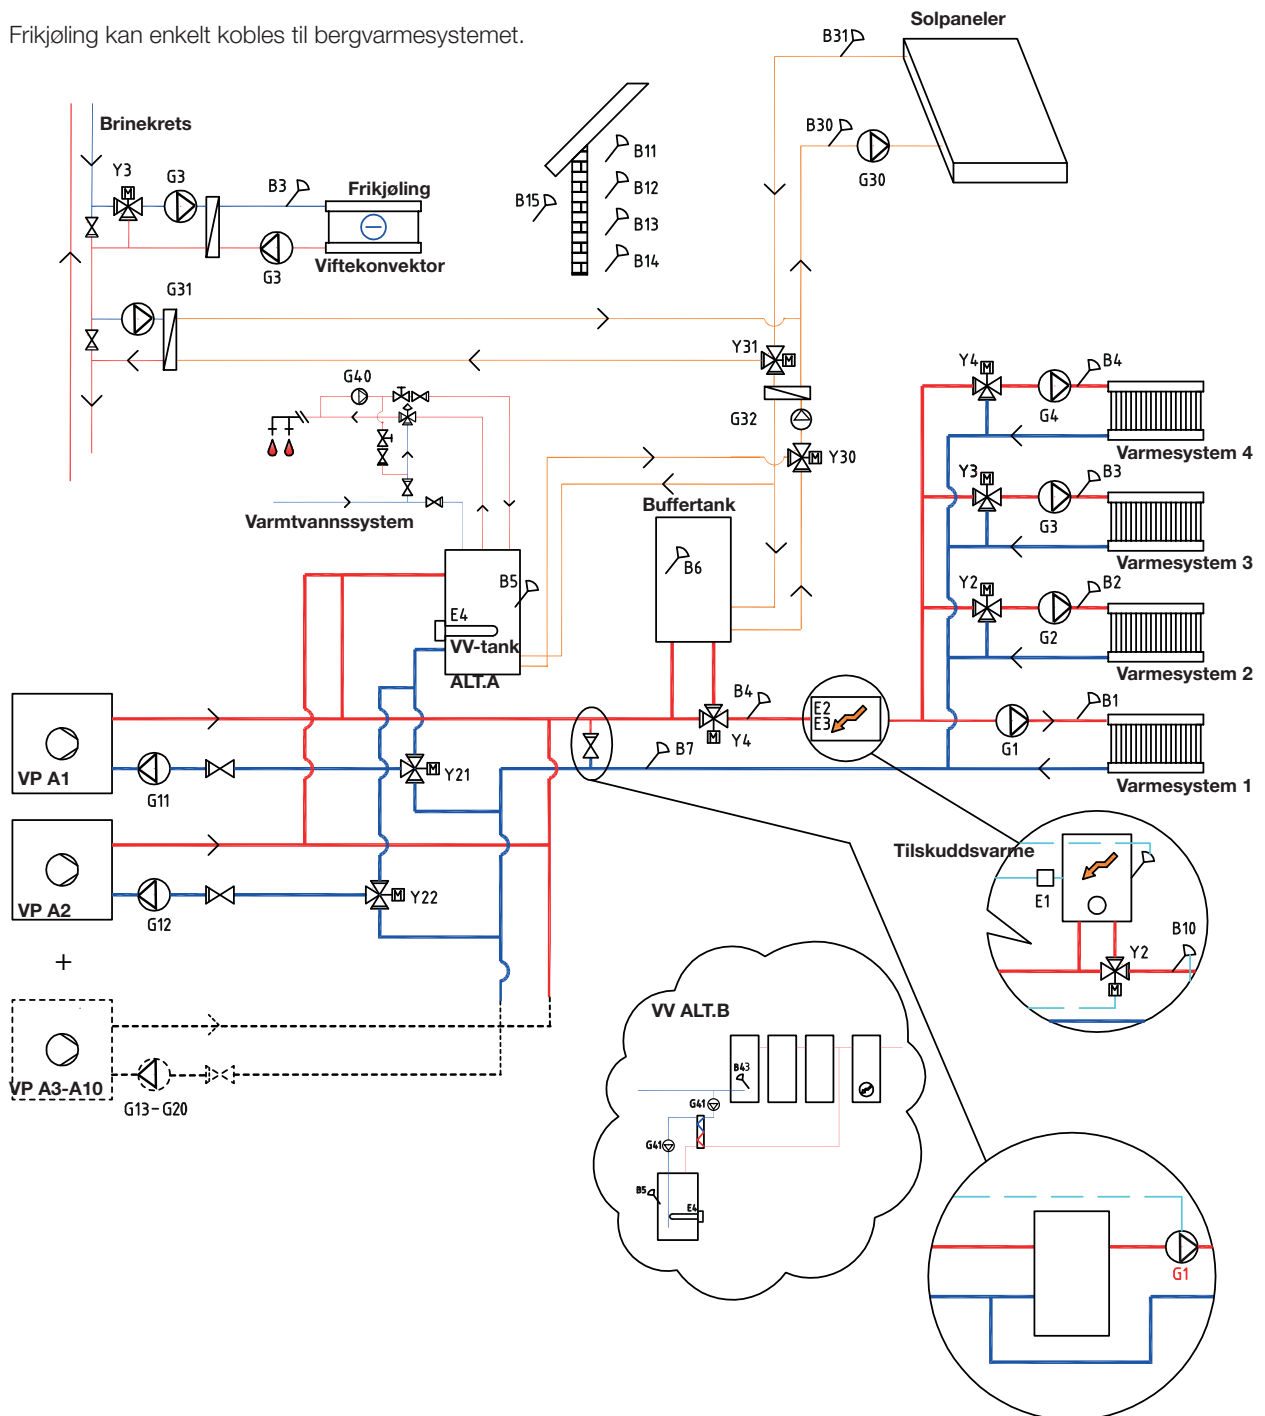 Frikjøling kan enkelt kobles til bergvarmesystemet.
Solpaneler
B31
B30
G30
Brinekrets
Y3
G3
B3
Frikjøling
G3
Viftekonvektor
B11
B12
B13
B14
B15
G31
Y31
G32
Y30
G40
Varmtvannssystem
Buffertank
B6
B5
E4
VV-tank
ALT.A
Y4
B4
G4
Varmesystem 4
Y3
B3
G3
Varmesystem 3
Y2
B2
G2
Varmesystem 2
B1
G1
Varmesystem 1
B4
Y4
E2
E3
B7
VP A1
G11
Y21
VP A2
G12
Y22
+
VP A3-A10
G13-G20
Tilskuddsvarme
E1
B10
Y2
VV ALT.B
B43
G41
G41
B5
E4
G1